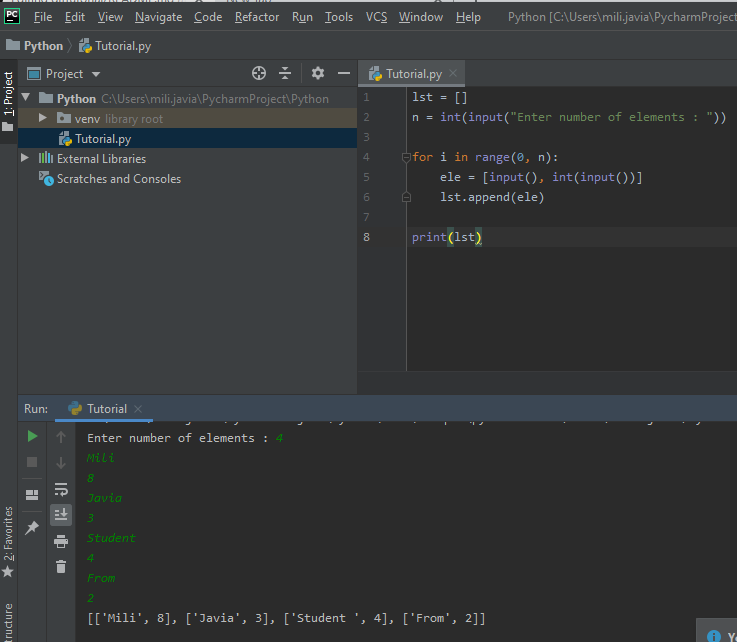 PC File Edit View Navigate Code Refactor Run Tools VCS Window Help Python [C:\Users\mili.javia\PycharmProject
Python Tutorial.py
Project Tutorial.py
1: Project
Python C:\Users\mili.javia\PycharmProject\Python
venv library root
Tutorial.py
External Libraries
Scratches and Consoles
1 lst = []
2 n = int(input("Enter number of elements : "))
3
4 for i in range(0, n):
5 ele = [input(), int(input())]
6 lst.append(ele)
7
8 print(lst)
Run: Tutorial
Enter number of elements : 4
Mili
8
Javia
3
Student
4
From
2
[['Mili', 8], ['Javia', 3], ['Student ', 4], ['From', 2]]
2: Favorites
tructure